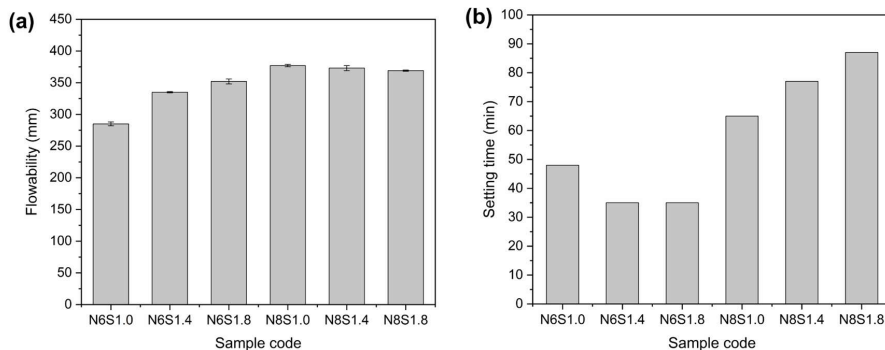 (a)
450
400
350
300
250
200
150
100
50
0
Flowability (mm)
N6S1.0 N6S1.4 N6S1.8 N8S1.0 N8S1.4 N8S1.8
Sample code
(b)
100
90
80
70
60
50
40
30
20
10
0
Setting time (min)
N6S1.0 N6S1.4 N6S1.8 N8S1.0 N8S1.4 N8S1.8
Sample code